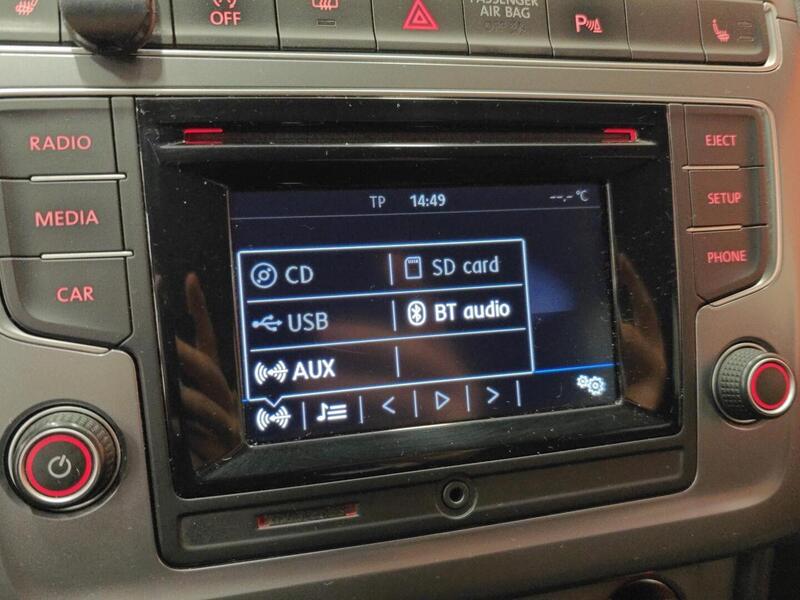 OFF
PASSENGER
AIR BAG
P
RADIO
MEDIA
CAR
EJECT
SETUP
PHONE
TP 14:49 --.- °C
CD SD card
USB BT audio
AUX